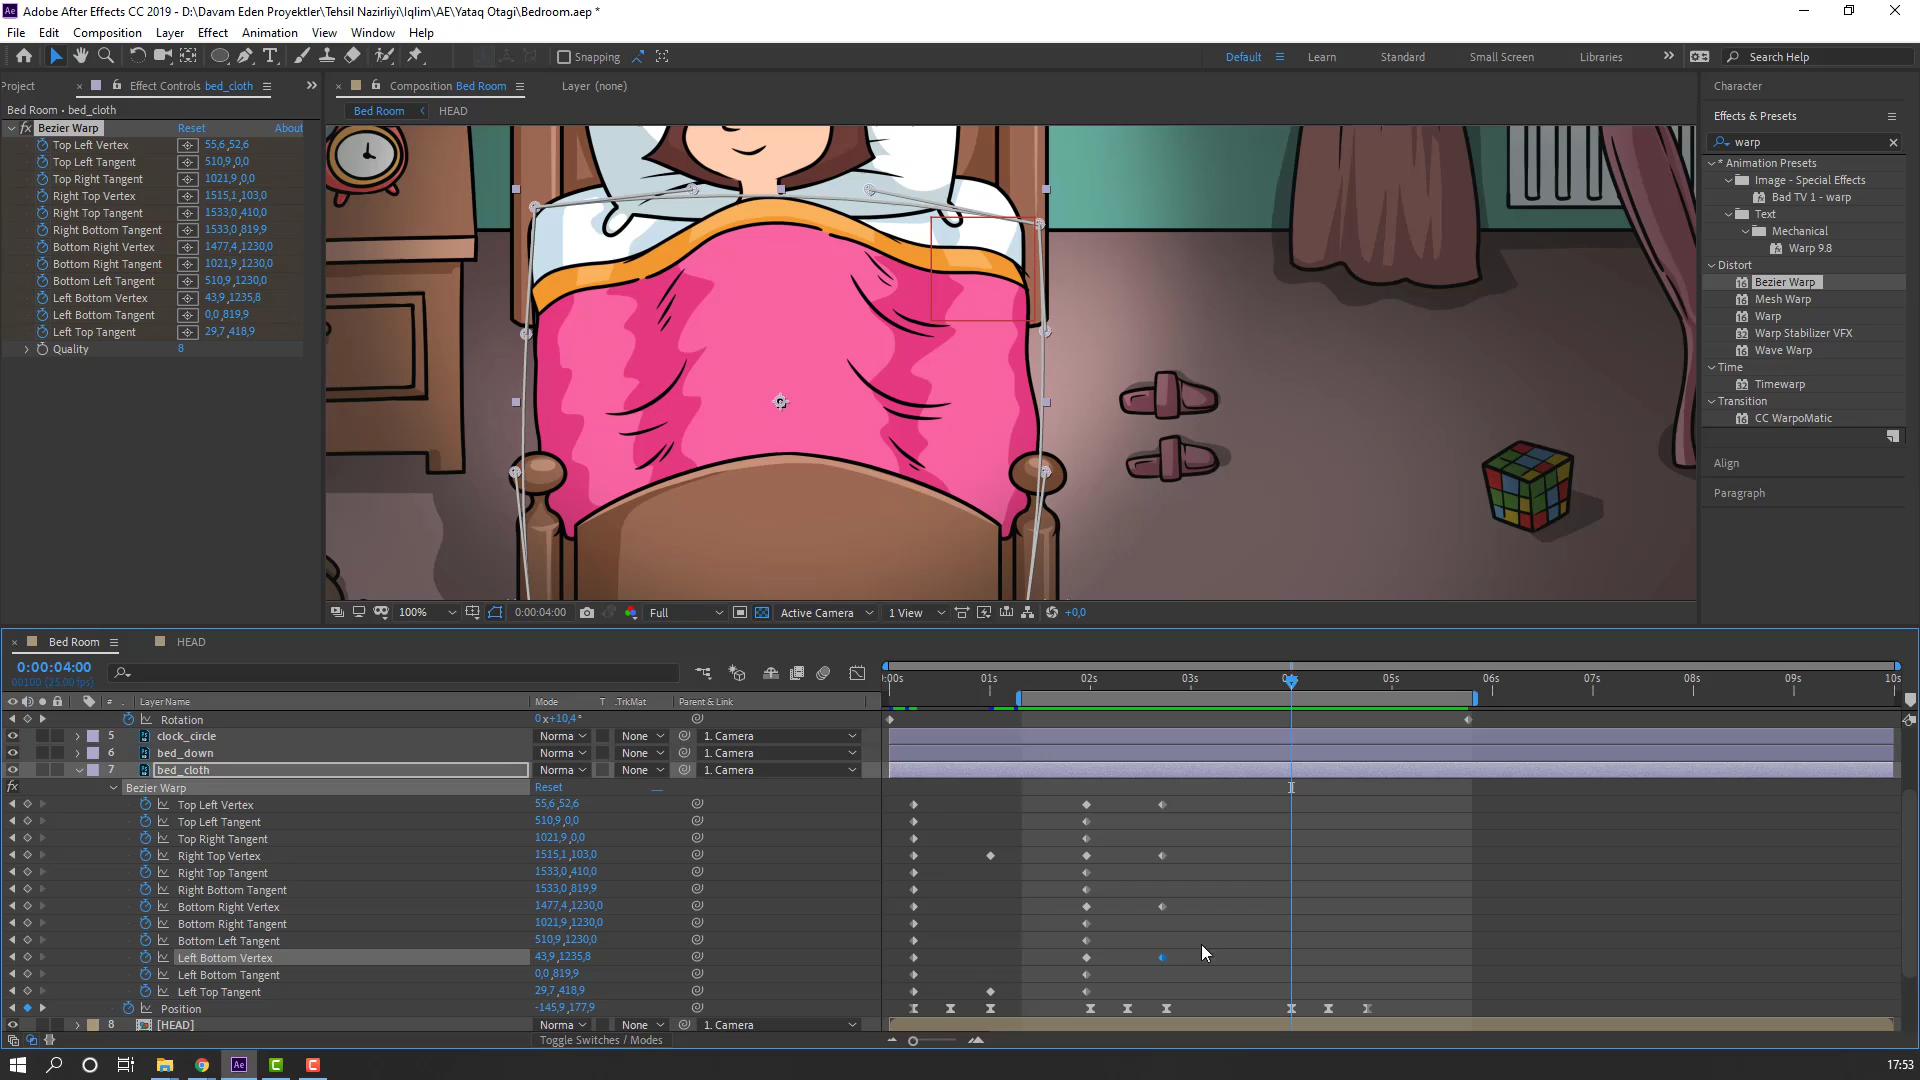 Adobe After Effects CC 2019 - D:\Davam Eden Proyektler\Tehsil Nazirliyi\Iqlim\AE\Yataq Otagi\Bedroom.aep *
File Edit Composition Layer Effect Animation View Window Help
Snapping Default Learn Standard Small Screen Libraries Search Help
Project Effect Controls bed_cloth
Composition Bed Room Layer (none)
Character
Bed Room • bed_cloth
Bed Room HEAD
Effects & Presets
fx Bezier Warp Reset About
warp
Top Left Vertex 55,6,52,6
Top Left Tangent 510,9,0,0
Top Right Tangent 1021,9,0,0
Right Top Vertex 1515,1,103,0
Right Top Tangent 1533,0,410,0
Right Bottom Tangent 1533,0,819,9
Bottom Right Vertex 1477,4,1230,0
Bottom Right Tangent 1021,9,1230,0
Bottom Left Tangent 510,9,1230,0
Left Bottom Vertex 43,9,1235,8
Left Bottom Tangent 0,0,819,9
Left Top Tangent 29,7,418,9
Quality 8
* Animation Presets
Image - Special Effects
Bad TV 1 - warp
Text
Mechanical
Warp 9.8
Distort
Bezier Warp
Mesh Warp
Warp
Warp Stabilizer VFX
Wave Warp
Time
Timewarp
Transition
CC WarpoMatic
Align
Paragraph
100% 0:00:04:00 Full Active Camera 1 View +0,0
Bed Room HEAD
0:00:04:00
00100 (25.00 fps)
:00s 01s 02s 03s 05s 06s 07s 08s 09s 10s
# Layer Name Mode T .TrkMat Parent & Link
Rotation 0x+10,4°
5 clock_circle Norma None 1. Camera
6 bed_down Norma None 1. Camera
7 bed_cloth Norma None 1. Camera
fx Bezier Warp Reset
Top Left Vertex 55,6,52,6
Top Left Tangent 510,9,0,0
Top Right Tangent 1021,9,0,0
Right Top Vertex 1515,1,103,0
Right Top Tangent 1533,0,410,0
Right Bottom Tangent 1533,0,819,9
Bottom Right Vertex 1477,4,1230,0
Bottom Right Tangent 1021,9,1230,0
Bottom Left Tangent 510,9,1230,0
Left Bottom Vertex 43,9,1235,8
Left Bottom Tangent 0,0,819,9
Left Top Tangent 29,7,418,9
Position -145,9,177,9
8 [HEAD] Norma None 1. Camera
Toggle Switches / Modes
Ae C C 17:53